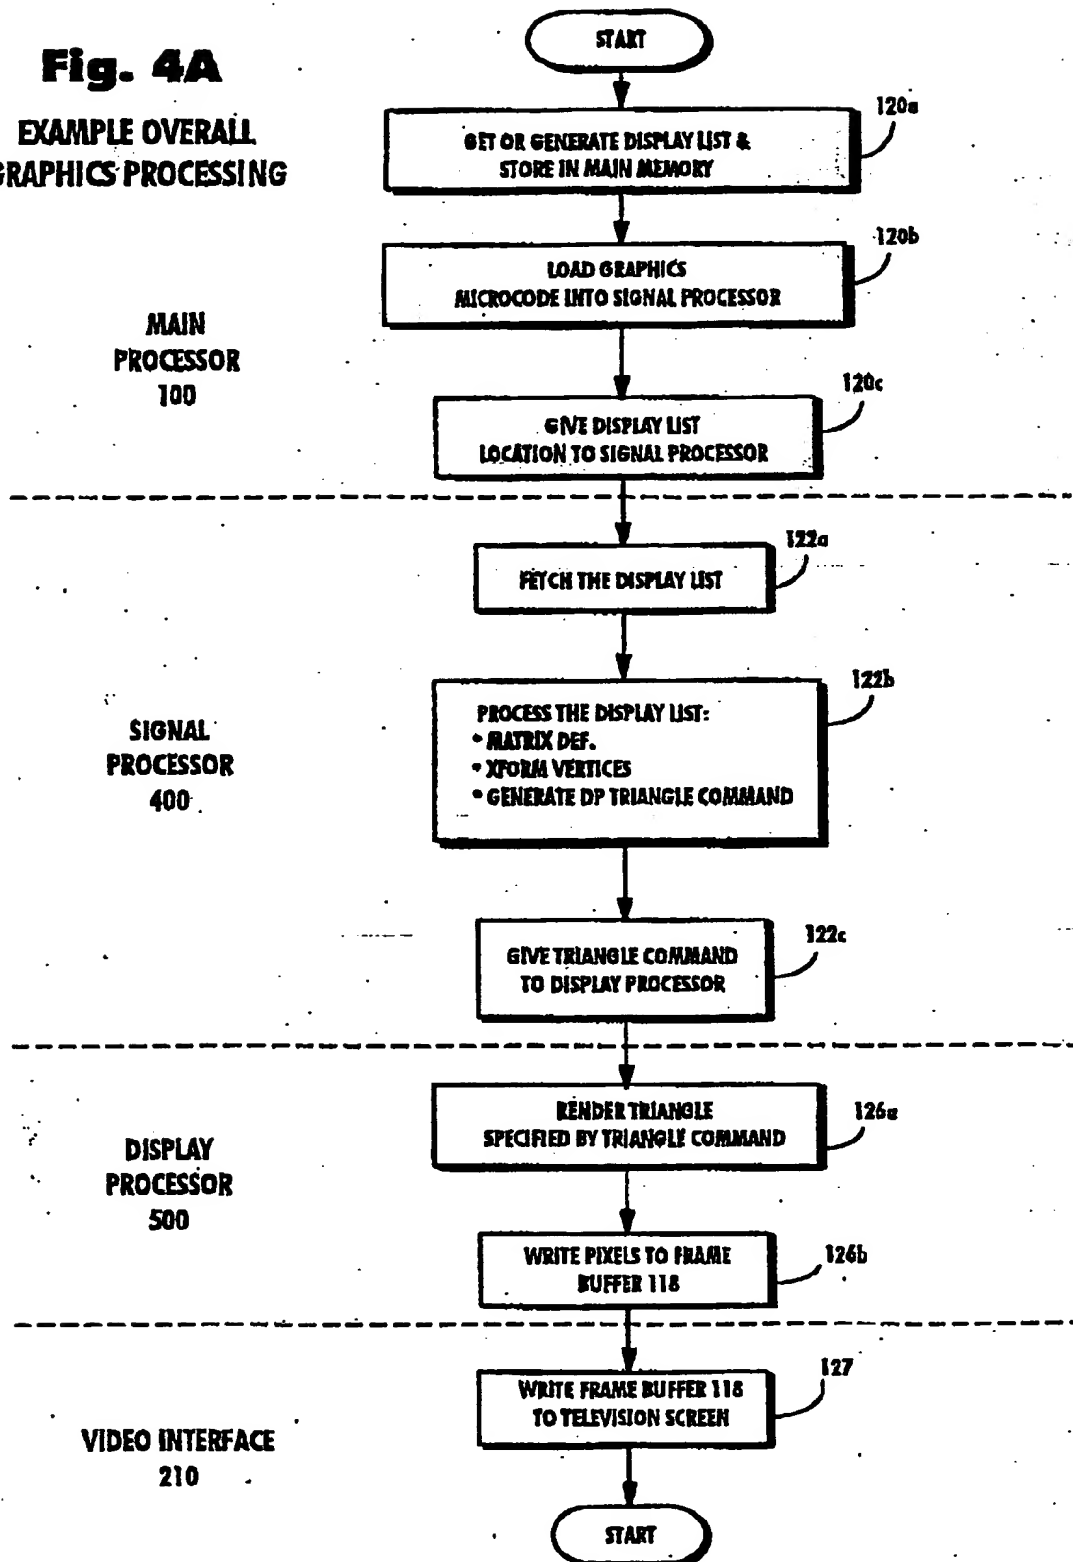 Fig. 4A
EXAMPLE OVERALL
GRAPHICS PROCESSING
START
GET OR GENERATE DISPLAY LIST &
STORE IN MAIN MEMORY
120a
LOAD GRAPHICS
MICROCODE INTO SIGNAL PROCESSOR
120b
MAIN
PROCESSOR
100
GIVE DISPLAY LIST
LOCATION TO SIGNAL PROCESSOR
120c
FETCH THE DISPLAY LIST
122a
SIGNAL
PROCESSOR
400
PROCESS THE DISPLAY LIST:
• MATRIX DEF.
• XFORM VERTICES
• GENERATE DP TRIANGLE COMMAND
122b
GIVE TRIANGLE COMMAND
TO DISPLAY PROCESSOR
122c
DISPLAY
PROCESSOR
500
RENDER TRIANGLE
SPECIFIED BY TRIANGLE COMMAND
126a
WRITE PIXELS TO FRAME
BUFFER 118
126b
VIDEO INTERFACE
210
WRITE FRAME BUFFER 118
TO TELEVISION SCREEN
127
START